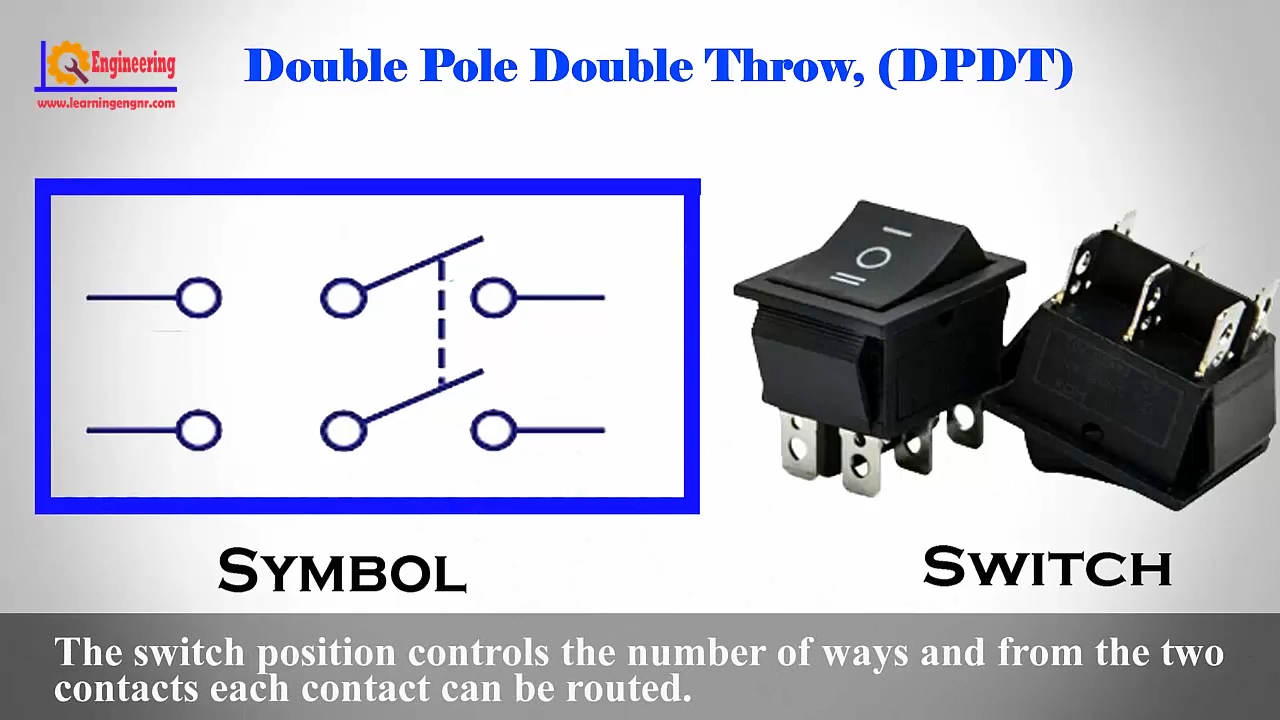 Engineering
www.learningengnr.com
Double Pole Double Throw, (DPDT)
SYMBOL
SWITCH
The switch position controls the number of ways and from the two
contacts each contact can be routed.